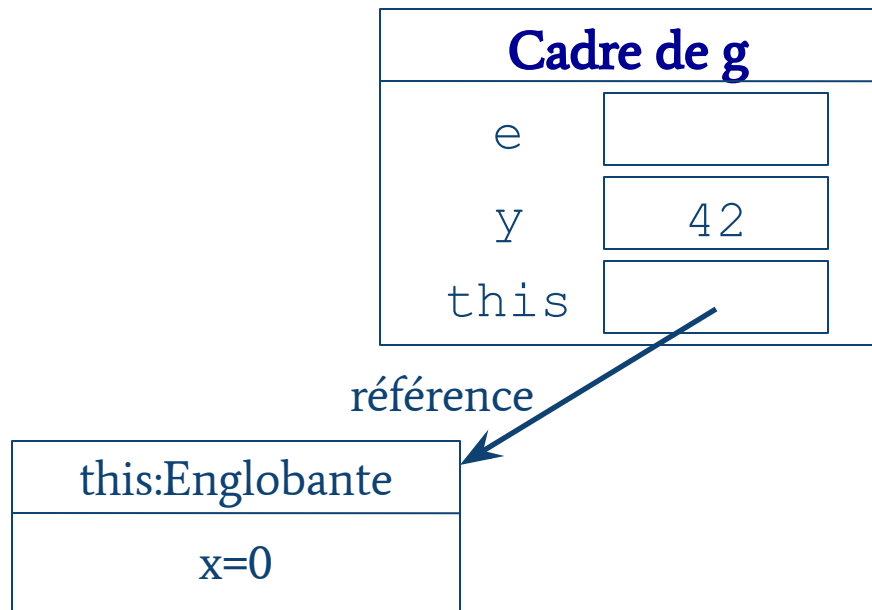 Cadre de g
e
y 42
this
référence
this:Englobante
x=0